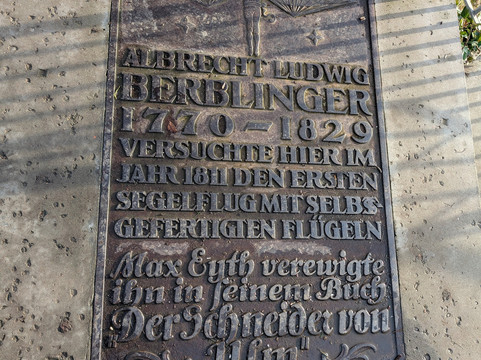 ALBRECHT LUDWIG
BERBLINGER
1770-1829
VERSUCHTE HIER IM
JAHR 1811 DEN ERSTEN
SEGELFLUG MIT SELBS=
GEFERTIGTEN FLÜGELN
Max Eyth verewigte
ihn in seinem Buch
"Der Schneider von
Ulm"